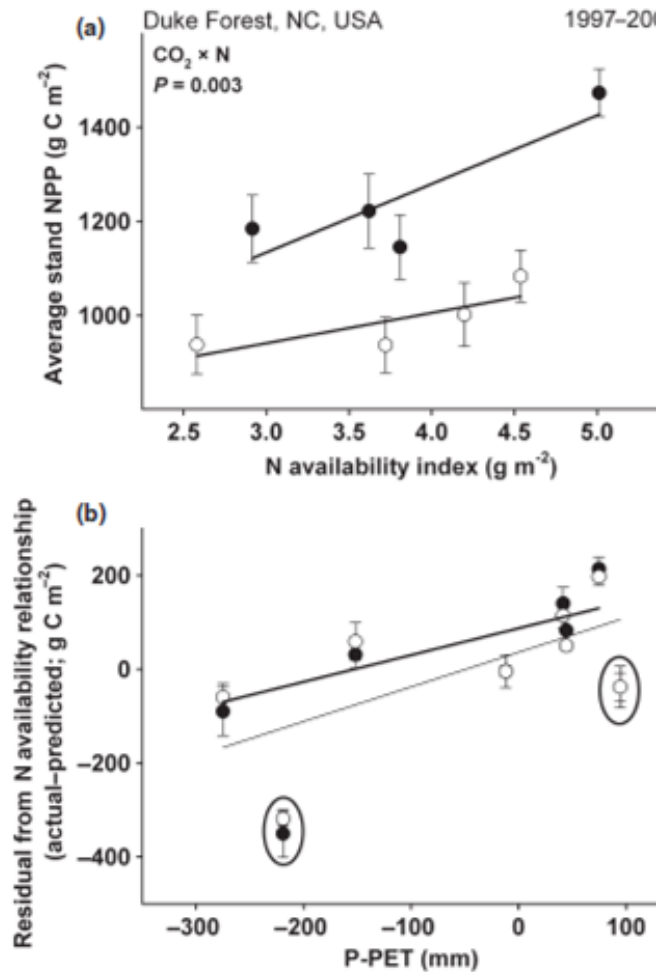 (a) Duke Forest, NC, USA 1997–200
CO₂ × N
P = 0.003
Average stand NPP (g C m⁻²)
1400
1200
1000
2.5 3.0 3.5 4.0 4.5 5.0
N availability index (g m⁻²)
(b)
Residual from N availability relationship
(actual–predicted; g C m⁻²)
200
0
−200
−400
−300 −200 −100 0 100
P-PET (mm)